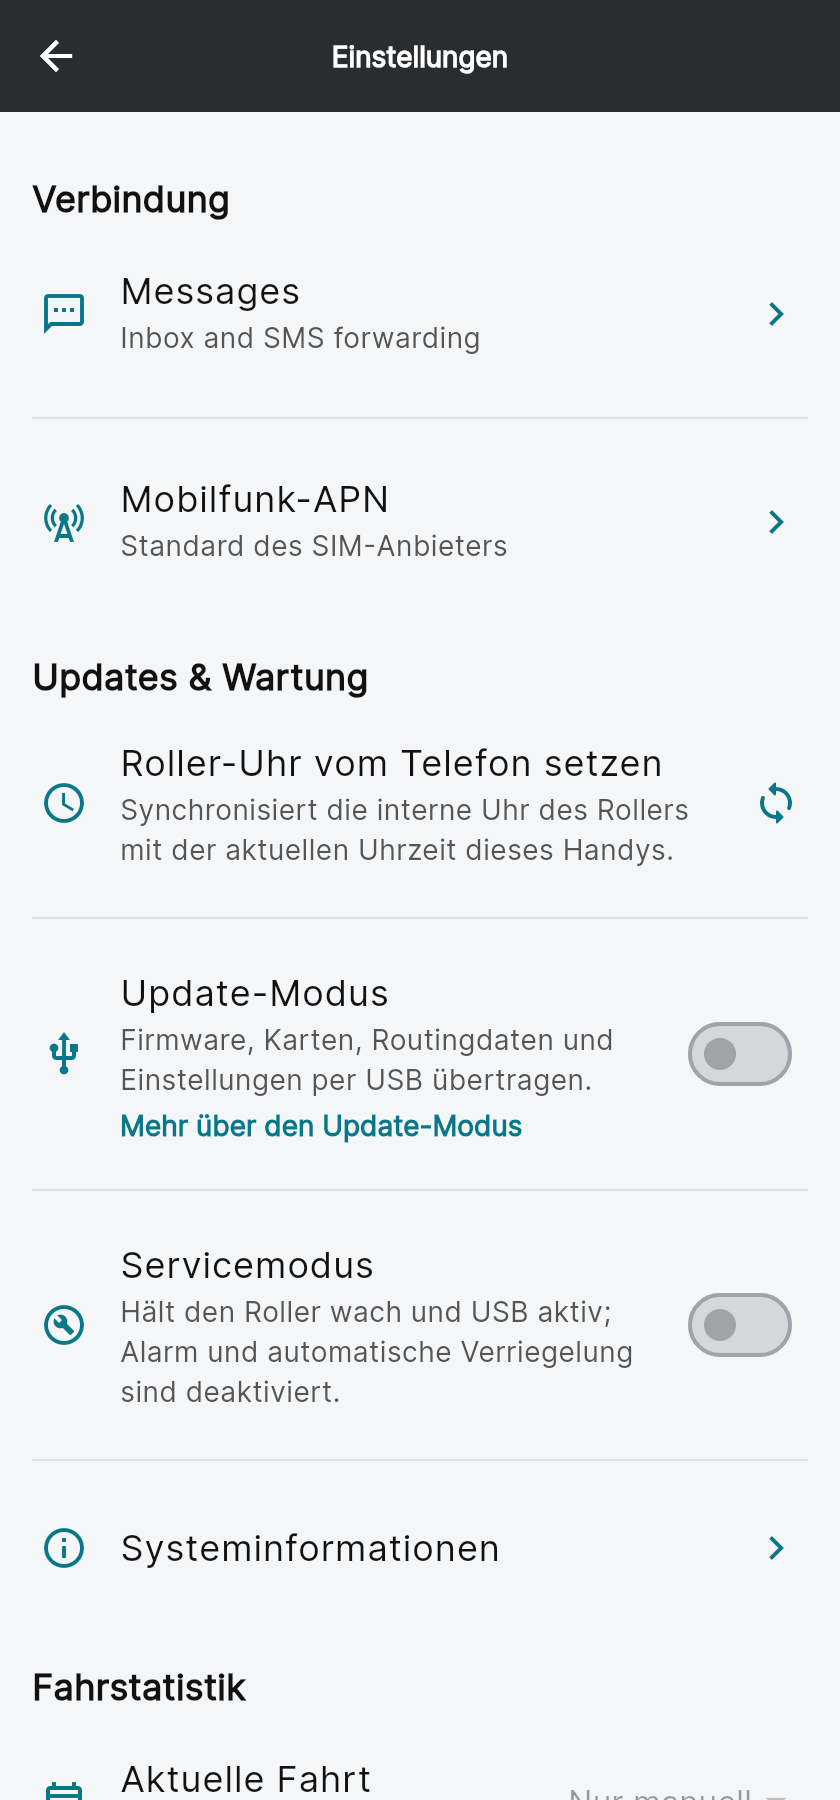 Einstellungen
Verbindung
Messages
Inbox and SMS forwarding
Mobilfunk-APN
Standard des SIM-Anbieters
Updates & Wartung
Roller-Uhr vom Telefon setzen
Synchronisiert die interne Uhr des Rollers
mit der aktuellen Uhrzeit dieses Handys.
Update-Modus
Firmware, Karten, Routingdaten und
Einstellungen per USB übertragen.
Mehr über den Update-Modus
Servicemodus
Hält den Roller wach und USB aktiv;
Alarm und automatische Verriegelung
sind deaktiviert.
Systeminformationen
Fahrstatistik
Aktuelle Fahrt
Nur manuell